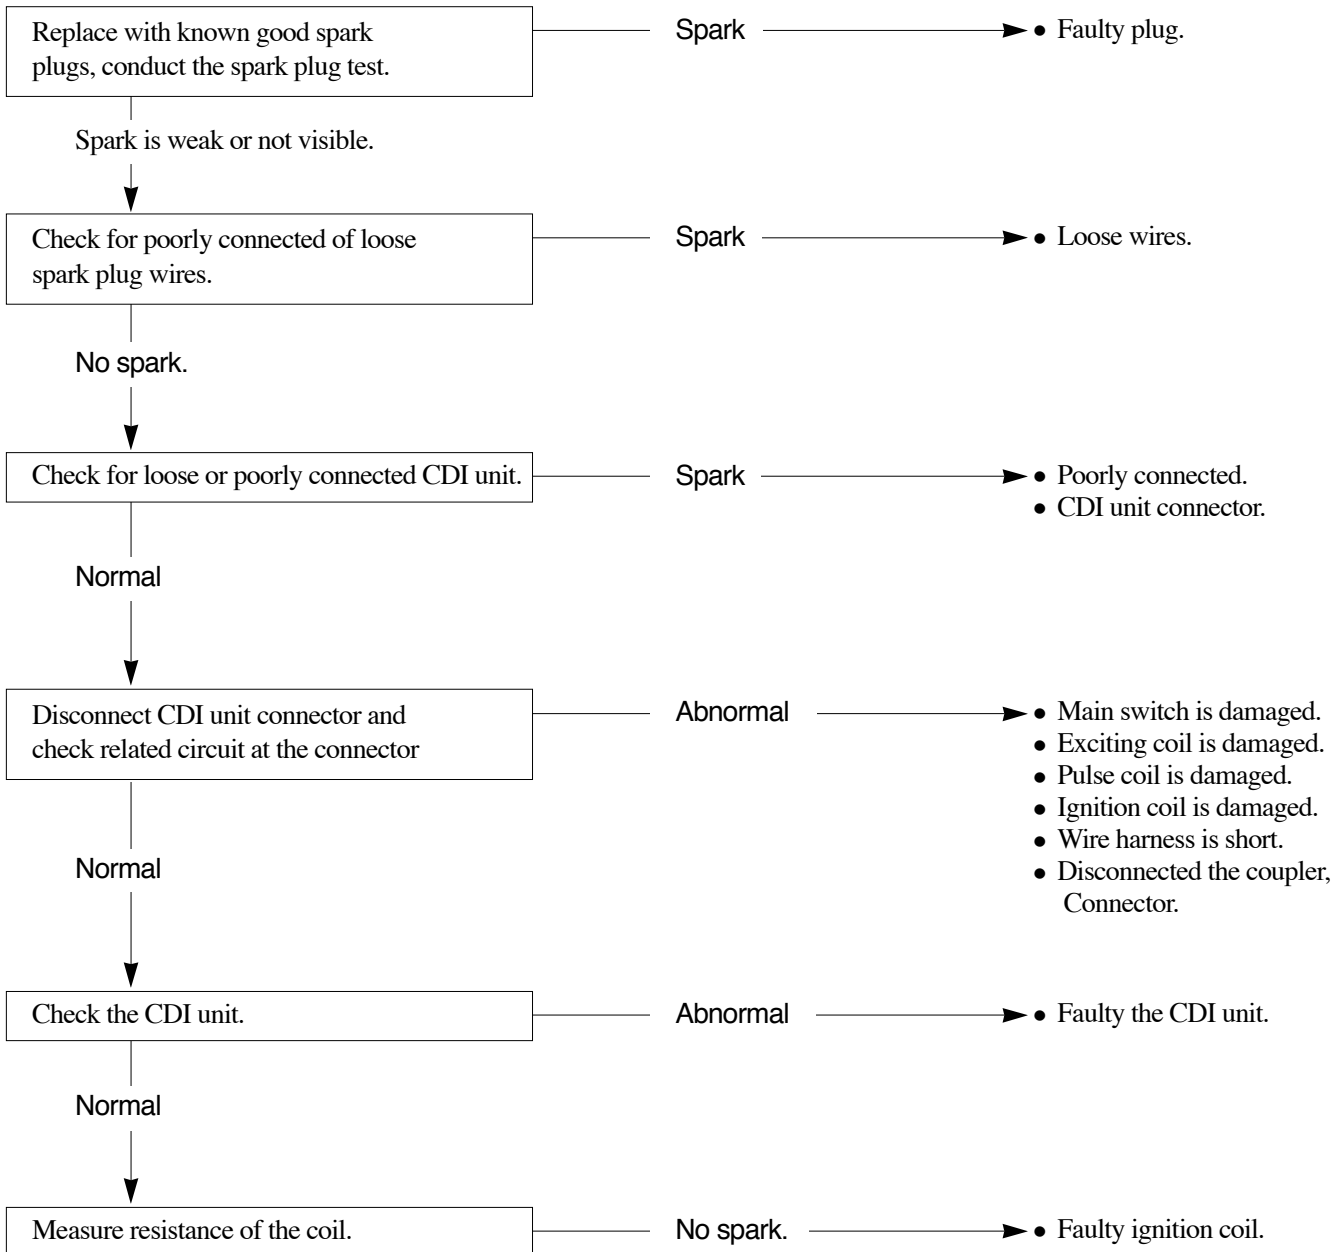 Replace with known good spark
plugs, conduct the spark plug test.
Spark
● Faulty plug.
Spark is weak or not visible.
Check for poorly connected of loose
spark plug wires.
Spark
● Loose wires.
No spark.
Check for loose or poorly connected CDI unit.
Spark
● Poorly connected.
● CDI unit connector.
Normal
Disconnect CDI unit connector and
check related circuit at the connector
Abnormal
● Main switch is damaged.
● Exciting coil is damaged.
● Pulse coil is damaged.
● Ignition coil is damaged.
● Wire harness is short.
● Disconnected the coupler,
Connector.
Normal
Check the CDI unit.
Abnormal
● Faulty the CDI unit.
Normal
Measure resistance of the coil.
No spark.
● Faulty ignition coil.